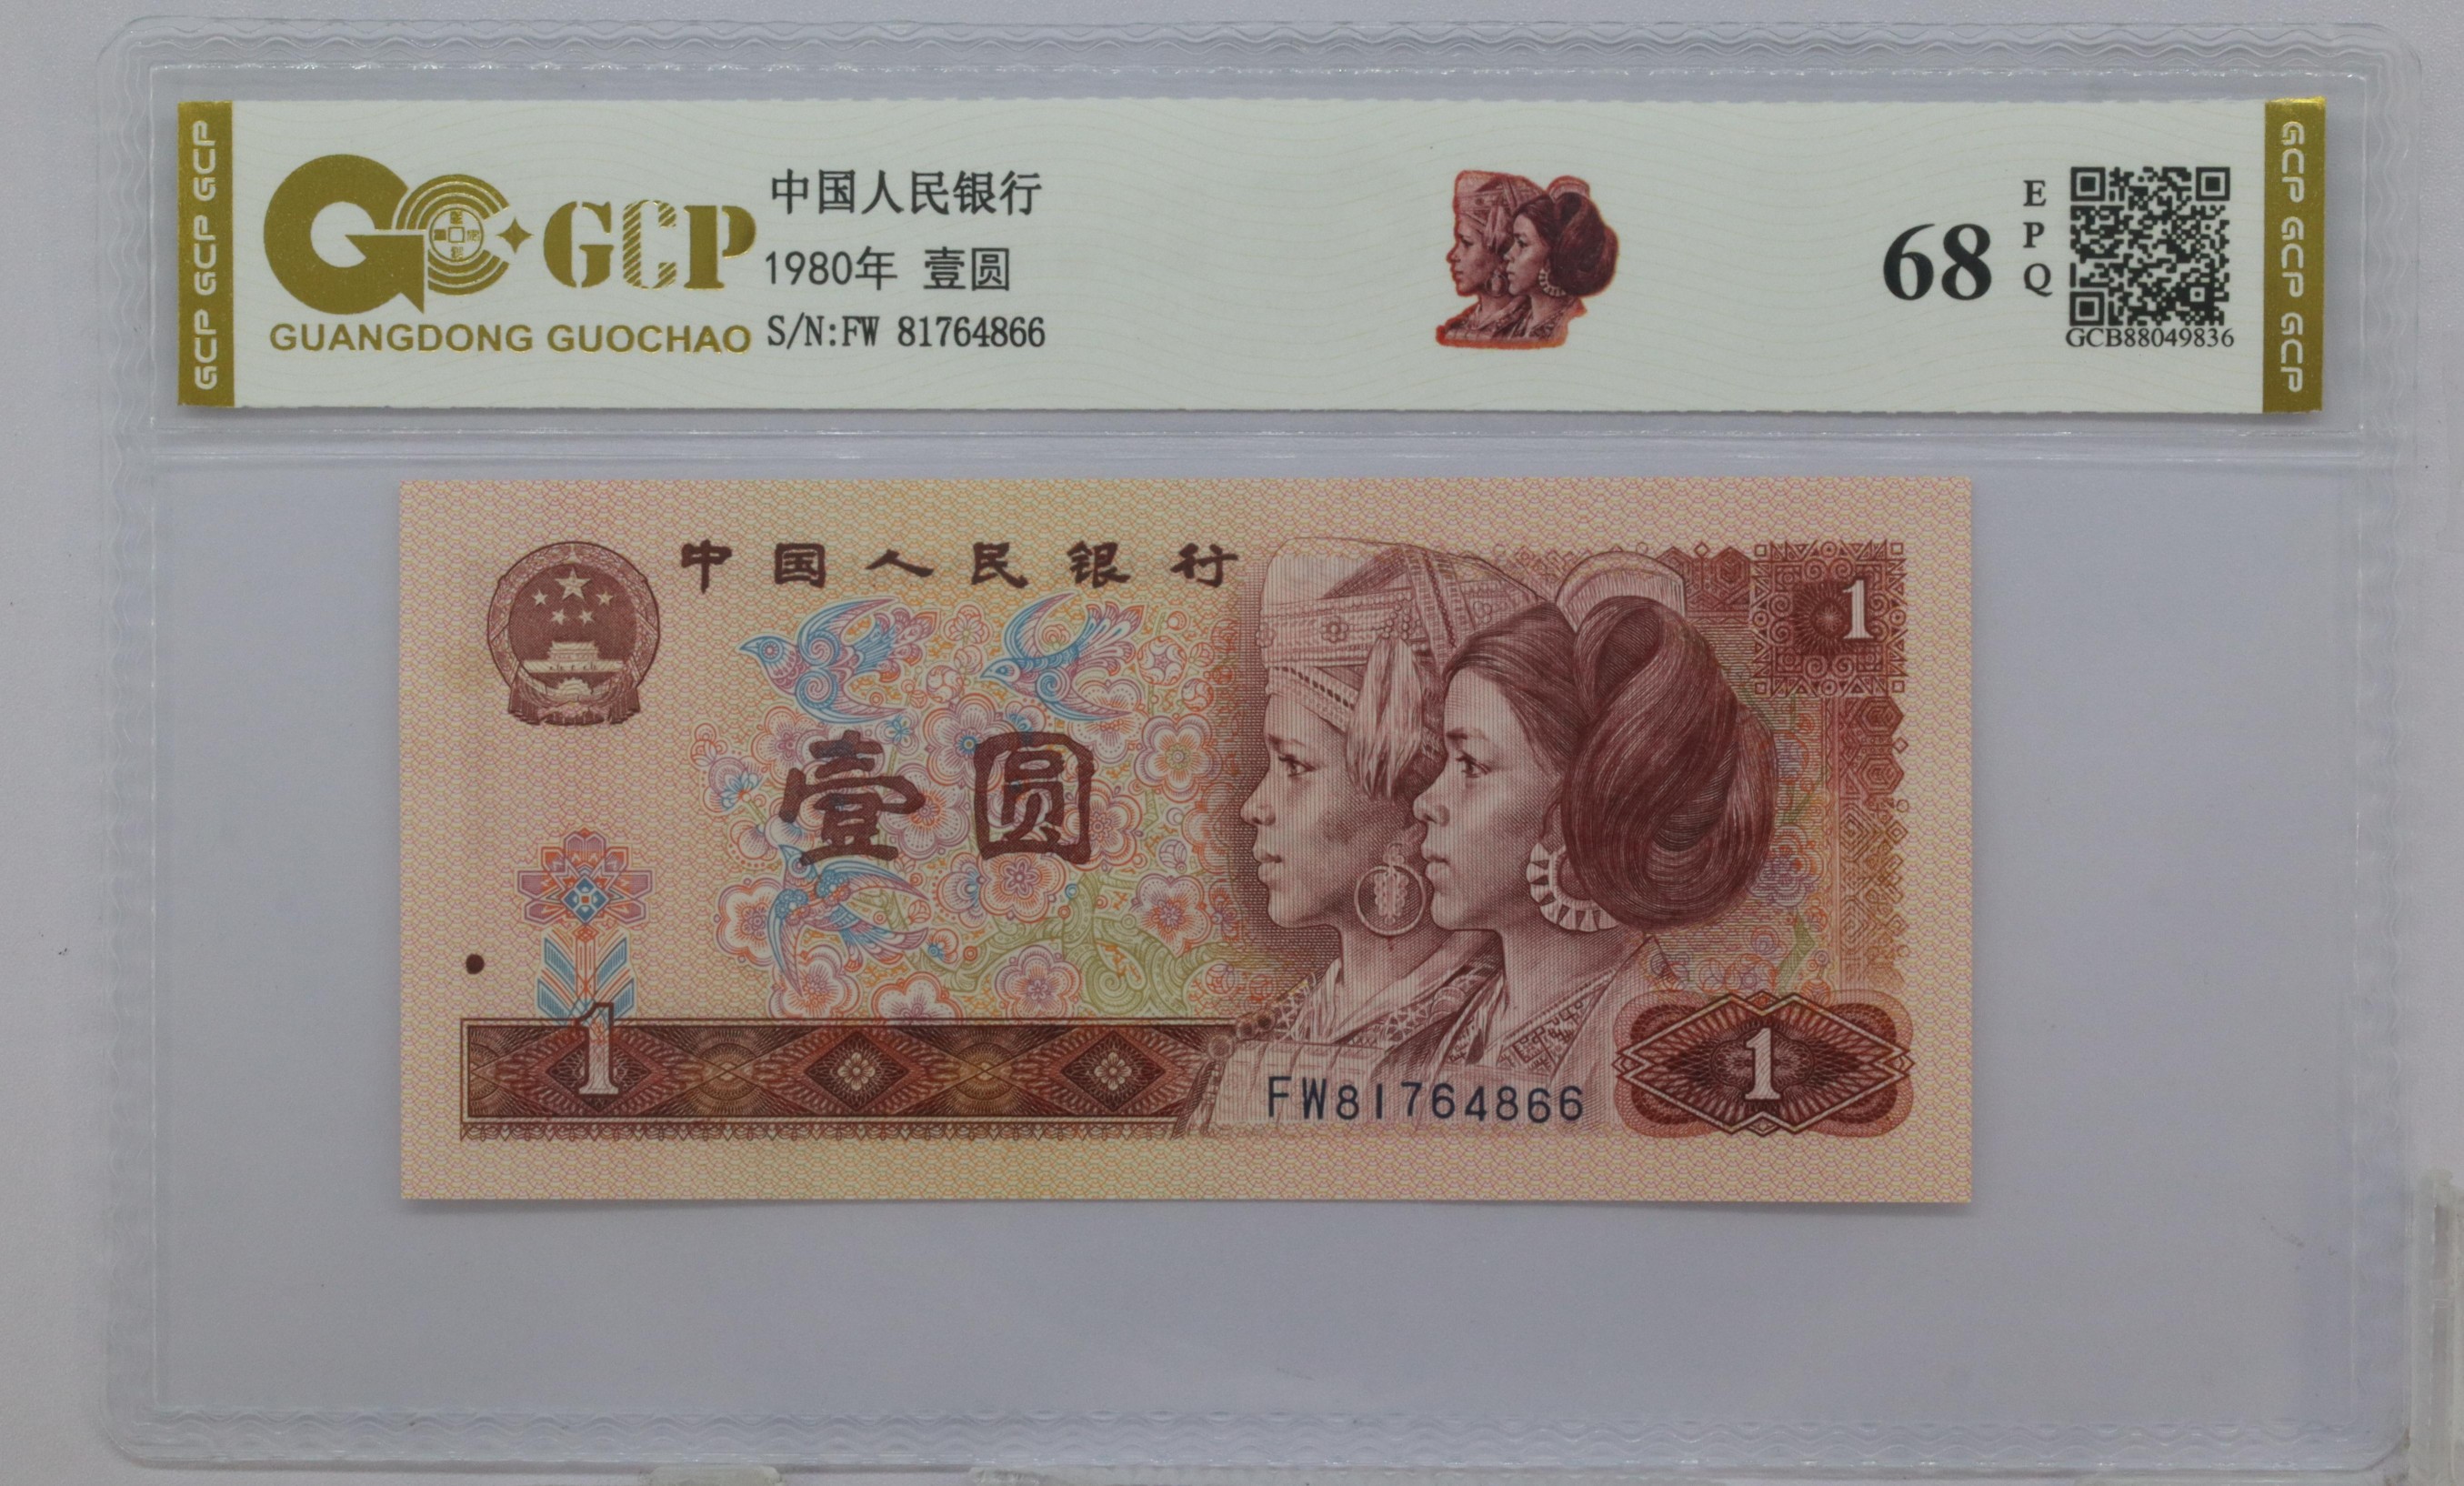 GCP GCP GCP
GCP
GUANGDONG GUOCHAO
中国人民银行
1980年 壹圆
S/N:FW 81764866
68
EPQ
GCB88049836
GCP GCP GCP
中国人民银行
1
壹圆
1
FW81764866
1